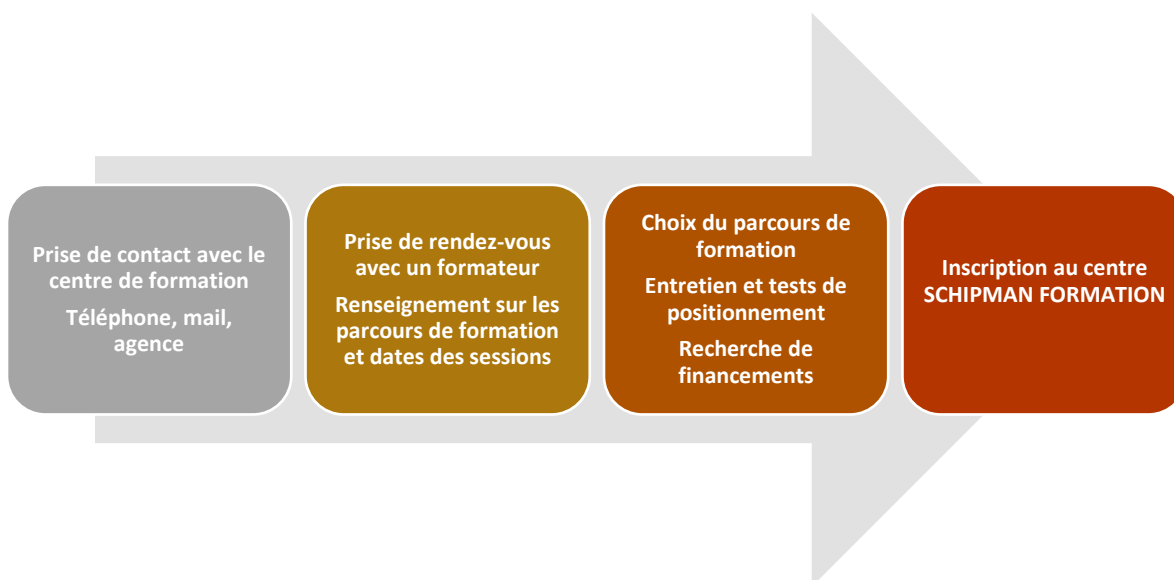 Prise de contact avec le
centre de formation
Téléphone, mail,
agence
Prise de rendez-vous
avec un formateur
Renseignement sur les
parcours de formation
et dates des sessions
Choix du parcours de
formation
Entretien et tests de
positionnement
Recherche de
financements
Inscription au centre
SCHIPMAN FORMATION